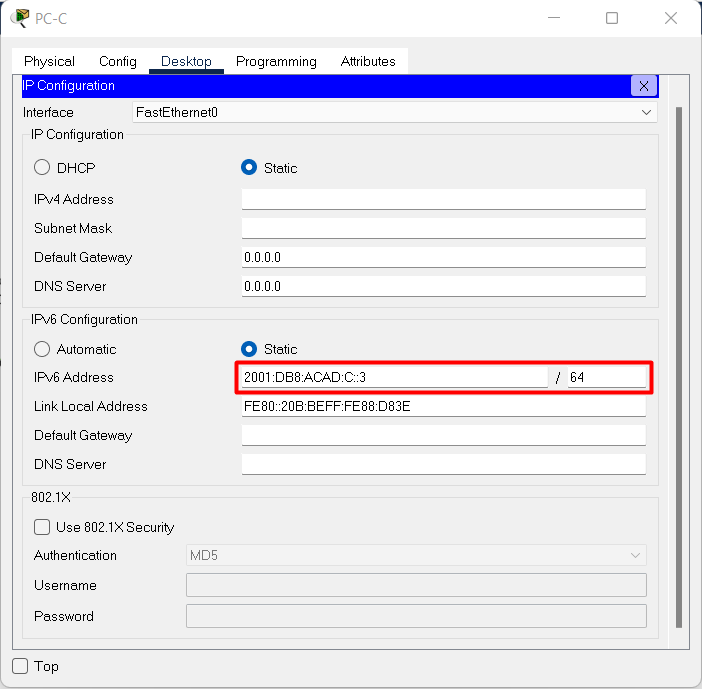 PC-C
Physical Config Desktop Programming Attributes
IP Configuration X
Interface FastEthernet0
IP Configuration
DHCP Static
IPv4 Address
Subnet Mask
Default Gateway 0.0.0.0
DNS Server 0.0.0.0
IPv6 Configuration
Automatic Static
IPv6 Address 2001:DB8:ACAD:C::3 / 64
Link Local Address FE80::20B:BEFF:FE88:D83E
Default Gateway
DNS Server
802.1X
Use 802.1X Security
Authentication MD5
Username
Password
Top